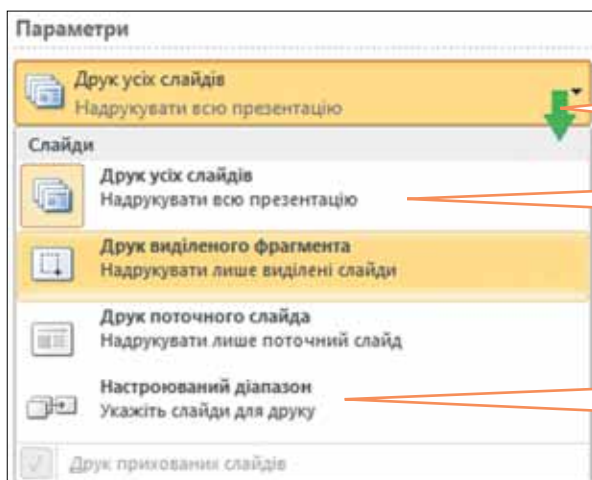 Параметри
Друк усіх слайдів
Надрукувати всю презентацію
Слайди
Друк усіх слайдів
Надрукувати всю презентацію
Друк виділеного фрагмента
Надрукувати лише виділені слайди
Друк поточного слайда
Надрукувати лише поточний слайд
Настроюваний діапазон
Укажіть слайди для друку
Друк прихованих слайдів